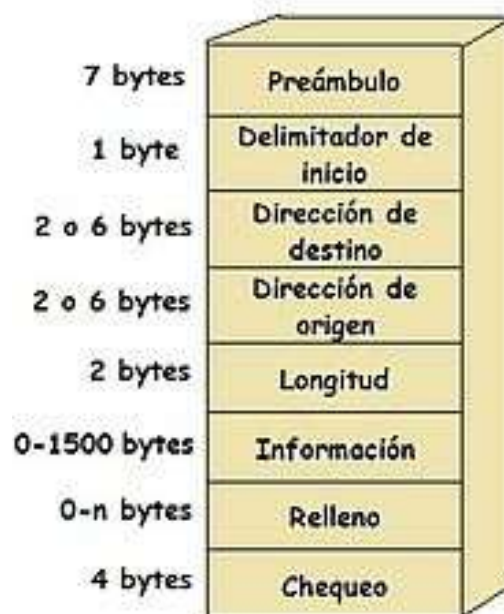 7 bytes
Preámbulo
1 byte
Delimitador de
inicio
2 o 6 bytes
Dirección de
destino
2 o 6 bytes
Dirección de
origen
2 bytes
Longitud
0-1500 bytes
Información
0-n bytes
Relleno
4 bytes
Chequeo